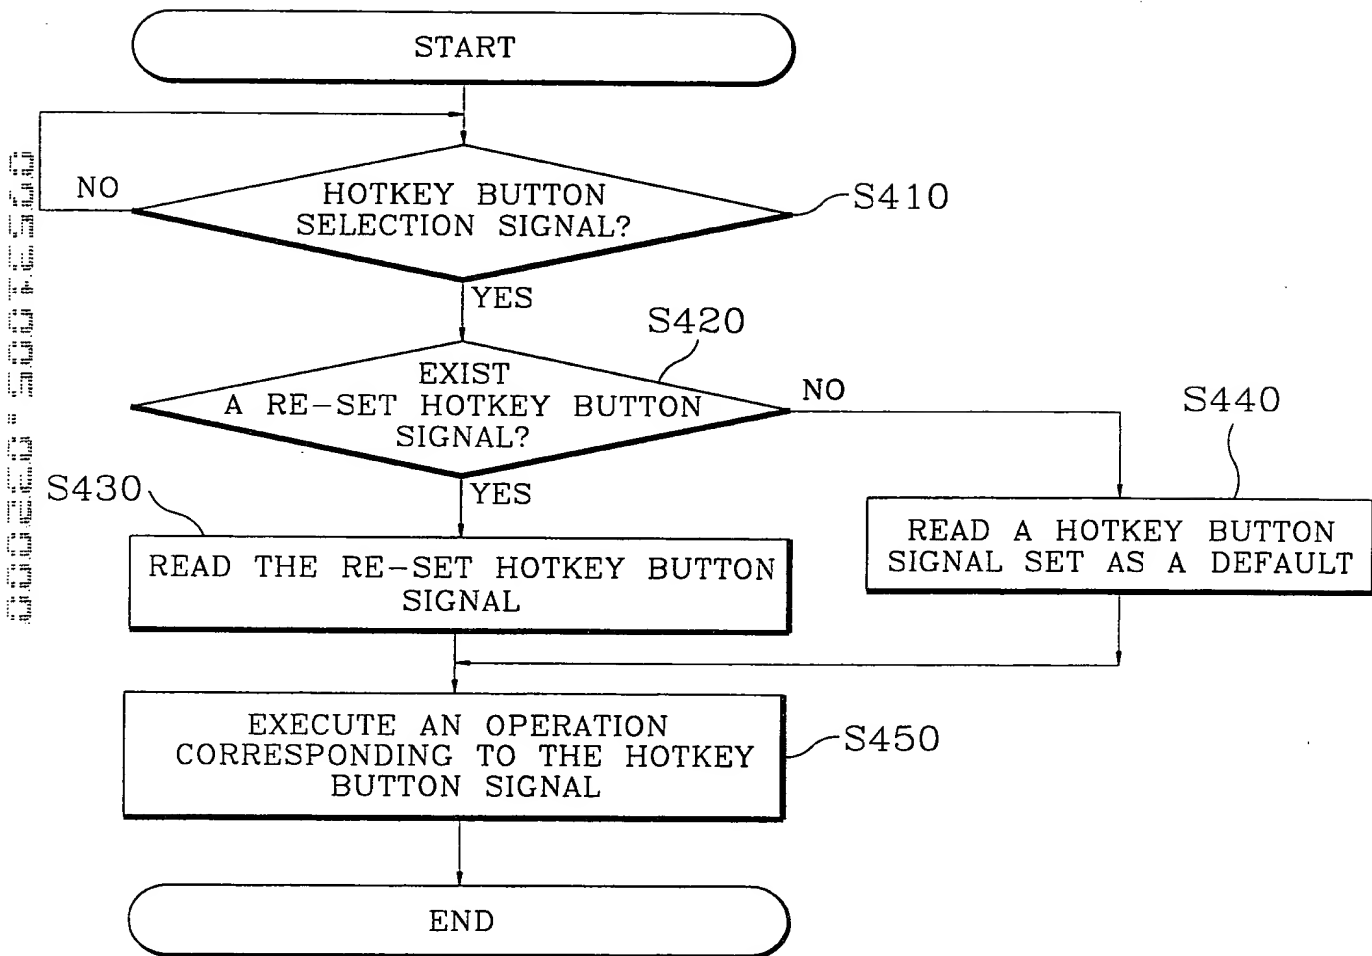 START
NO
HOTKEY BUTTON
SELECTION SIGNAL?
S410
YES
S420
EXIST
A RE-SET HOTKEY BUTTON
SIGNAL?
NO
S440
S430
YES
READ A HOTKEY BUTTON
SIGNAL SET AS A DEFAULT
READ THE RE-SET HOTKEY BUTTON
SIGNAL
EXECUTE AN OPERATION
CORRESPONDING TO THE HOTKEY
BUTTON SIGNAL
S450
END